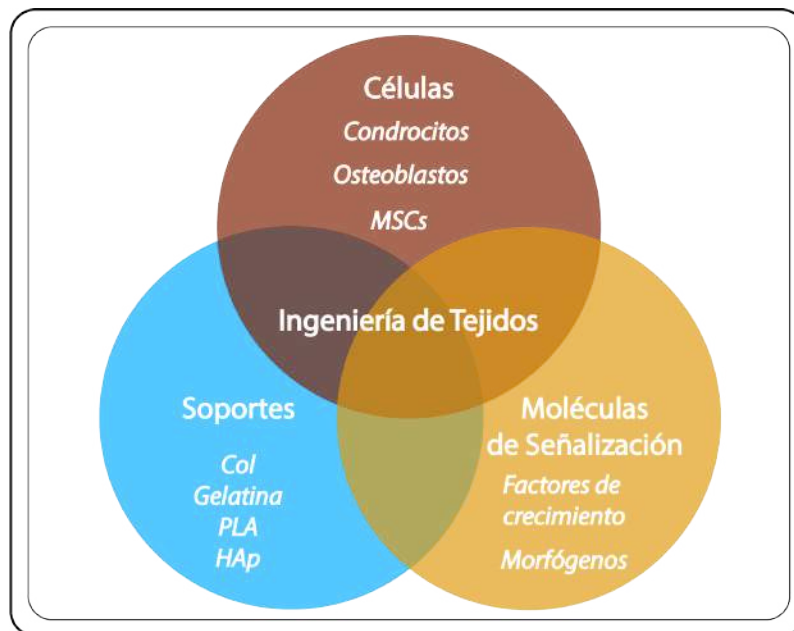 Células
Condrocitos
Osteoblastos
MSCs
Ingeniería de Tejidos
Soportes
Col
Gelatina
PLA
HAp
Moléculas
de Señalización
Factores de
crecimiento
Morfógenos